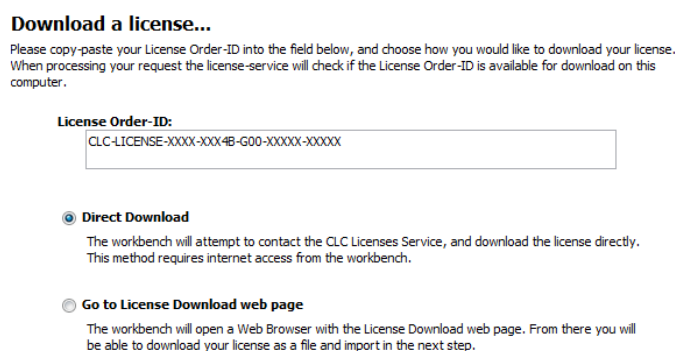 Download a license...
Please copy-paste your License Order-ID into the field below, and choose how you would like to download your license.
When processing your request the license-service will check if the License Order-ID is available for download on this
computer.
License Order-ID:
CLC-LICENSE-XXXX-XXX4B-G00-XXXXX-XXXXX
Direct Download
The workbench will attempt to contact the CLC Licenses Service, and download the license directly.
This method requires internet access from the workbench.
Go to License Download web page
The workbench will open a Web Browser with the License Download web page. From there you will
be able to download your license as a file and import in the next step.